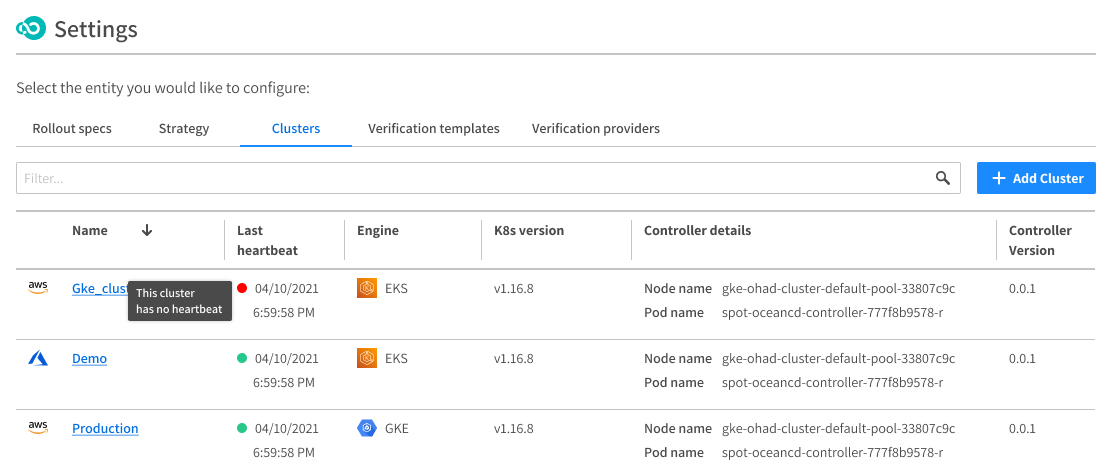 Settings
Select the entity you would like to configure:
Rollout specs Strategy Clusters Verification templates Verification providers
Filter...
Add Cluster
Name Last heartbeat Engine K8s version Controller details Controller Version
aws Gke_clust 04/10/2021 EKS v1.16.8 Node name gke-ohad-cluster-default-pool-33807c9c 0.0.1
This cluster
has no heartbeat
6:59:58 PM Pod name spot-oceancd-controller-777f8b9578-r
Demo 04/10/2021 EKS v1.16.8 Node name gke-ohad-cluster-default-pool-33807c9c 0.0.1
6:59:58 PM Pod name spot-oceancd-controller-777f8b9578-r
aws Production 04/10/2021 GKE v1.16.8 Node name gke-ohad-cluster-default-pool-33807c9c 0.0.1
6:59:58 PM Pod name spot-oceancd-controller-777f8b9578-r